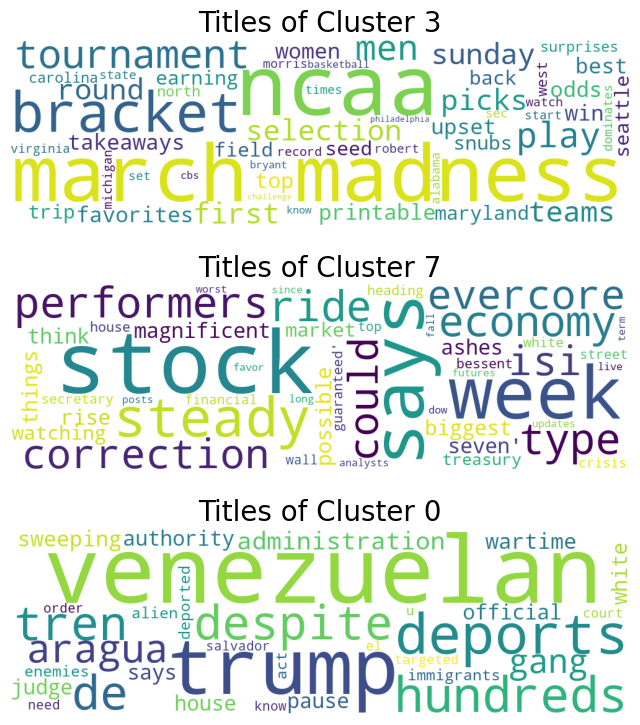 Titles of Cluster 3
tournament women men sunday surprises
morris basketball
carolina state earning ncaa back best
round north times picks odds west
bracket philadelphia sec watch start win seattle
selection upset play dominates
virginia takeaways field record seed robert snubs
michigan set cbs bryant top alabama
march madness
challenge
trip favorites first know printable maryland teams
Titles of Cluster 7
performers worst since ride heading evercore
house top economy fall term
think magnificent market says
stock favor could ashes isi white street
things bessent week live
secretary posts financial long possible guaranteed' futures
rise steady dow biggest updates
watching seven' type
correction wall analysts treasury crisis
Titles of Cluster 0
sweeping authority administration wartime
venezuelan white
order alien deported despite official u court
tren deports
aragua salvador el gang
enemies says trump act targeted immigrants
judge de house know pause hundreds
need